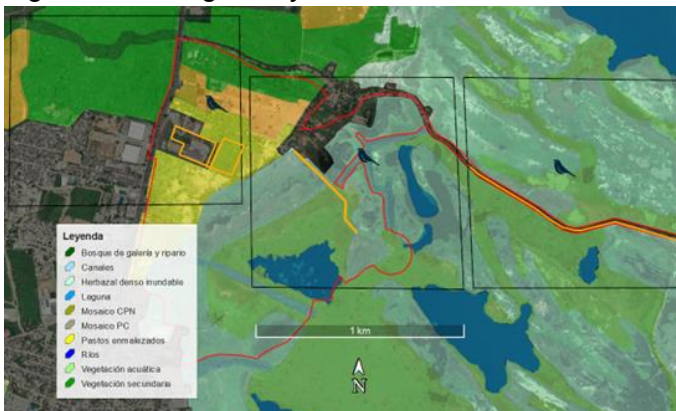 Leyenda
Bosque de galería y ripario
Canales
Herbazal denso inundable
Laguna
Mosaico CPN
Mosaico PC
Pastos enmalezados
Ríos
Vegetación acuática
Vegetación secundaria
1 km
N